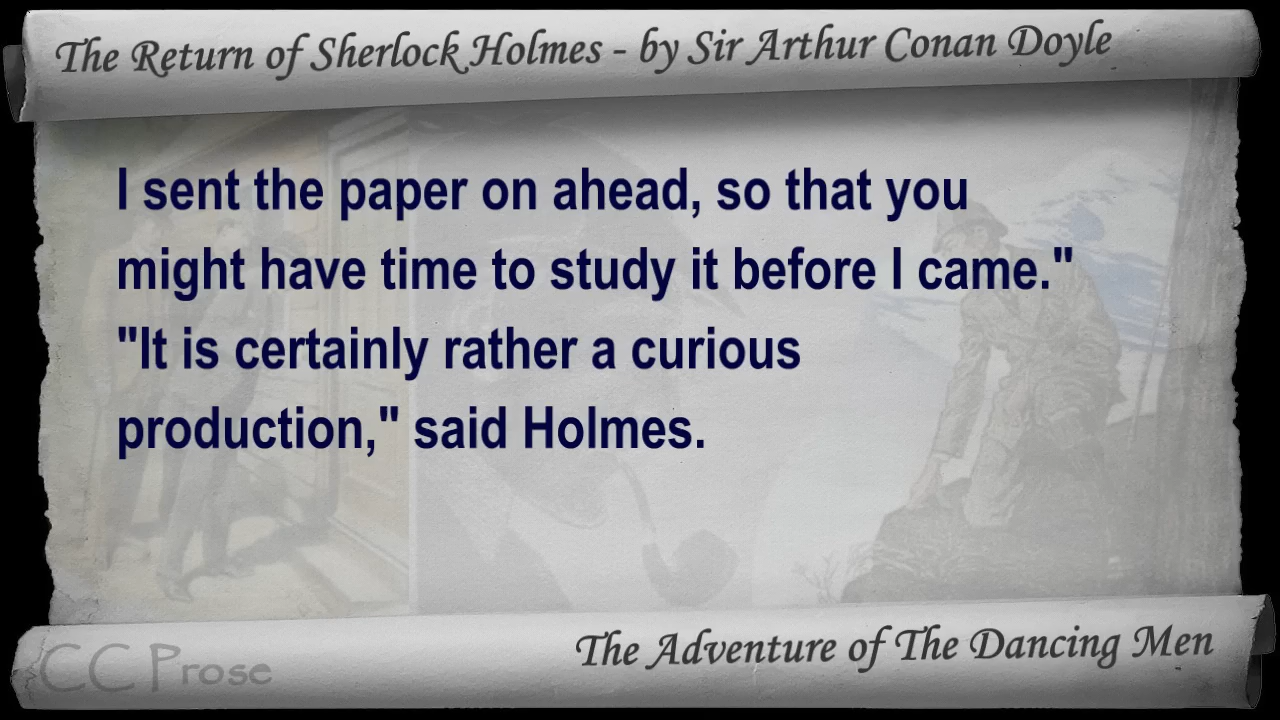 The Return of Sherlock Holmes - by Sir Arthur Conan Doyle
I sent the paper on ahead, so that you
might have time to study it before I came."
"It is certainly rather a curious
production," said Holmes.
CC Prose
The Adventure of The Dancing Men